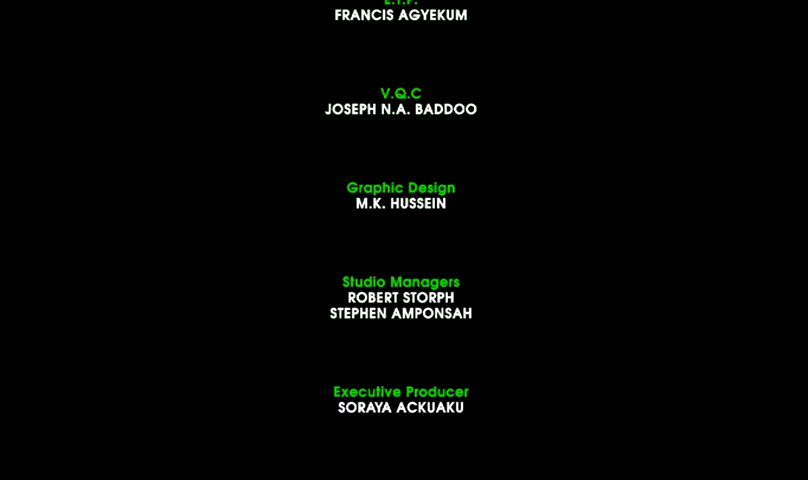 FRANCIS AGYEKUM
V.Q.C
JOSEPH N.A. BADDOO
Graphic Design
M.K. HUSSEIN
Studio Managers
ROBERT STORPH
STEPHEN AMPONSAH
Executive Producer
SORAYA ACKUAKU